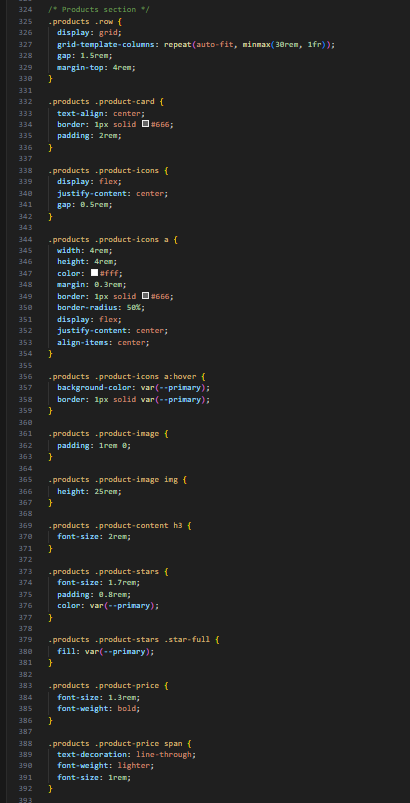 324 /* Products section */
325 .products .row {
326 display: grid;
327 grid-template-columns: repeat(auto-fit, minmax(30rem, 1fr));
328 gap: 1.5rem;
329 margin-top: 4rem;
330 }
331
332 .products .product-card {
333 text-align: center;
334 border: 1px solid #666;
335 padding: 2rem;
336 }
337
338 .products .product-icons {
339 display: flex;
340 justify-content: center;
341 gap: 0.5rem;
342 }
343
344 .products .product-icons a {
345 width: 4rem;
346 height: 4rem;
347 color: #fff;
348 margin: 0.3rem;
349 border: 1px solid #666;
350 border-radius: 50%;
351 display: flex;
352 justify-content: center;
353 align-items: center;
354 }
355
356 .products .product-icons a:hover {
357 background-color: var(--primary);
358 border: 1px solid var(--primary);
359 }
360
361 .products .product-image {
362 padding: 1rem 0;
363 }
364
365 .products .product-image img {
366 height: 25rem;
367 }
368
369 .products .product-content h3 {
370 font-size: 2rem;
371 }
372
373 .products .product-stars {
374 font-size: 1.7rem;
375 padding: 0.8rem;
376 color: var(--primary);
377 }
378
379 .products .product-stars .star-full {
380 fill: var(--primary);
381 }
382
383 .products .product-price {
384 font-size: 1.3rem;
385 font-weight: bold;
386 }
387
388 .products .product-price span {
389 text-decoration: line-through;
390 font-weight: lighter;
391 font-size: 1rem;
392 }
393